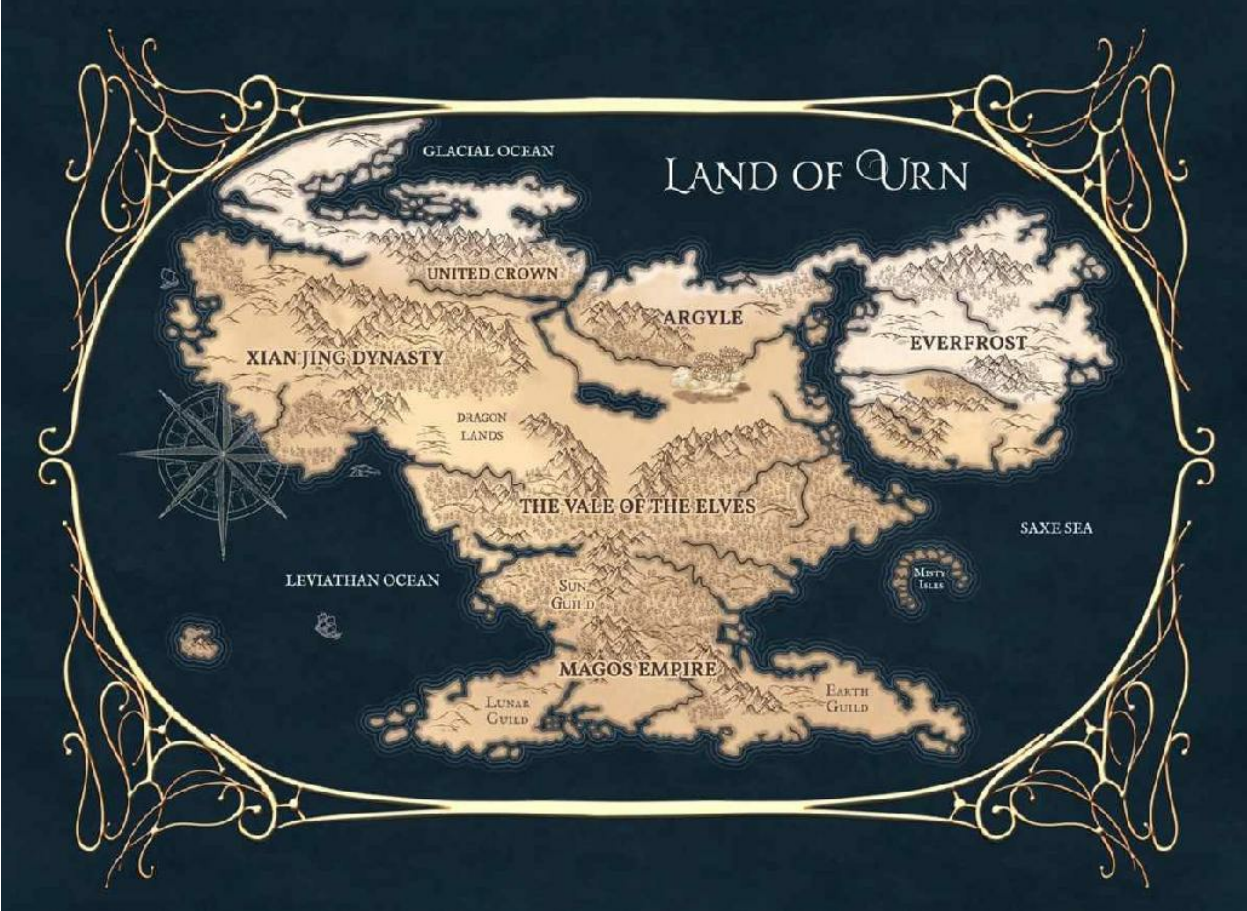 GLACIAL OCEAN
LAND OF URN
UNITED CROWN
ARGYLE
EVERFROST
XIAN JING DYNASTY
DRAGON
LANDS
THE VALE OF THE ELVES
SAXE SEA
LEVIATHAN OCEAN
MISTY
ISLES
SUN
GUILD
MAGOS EMPIRE
LUNAR
GUILD
EARTH
GUILD